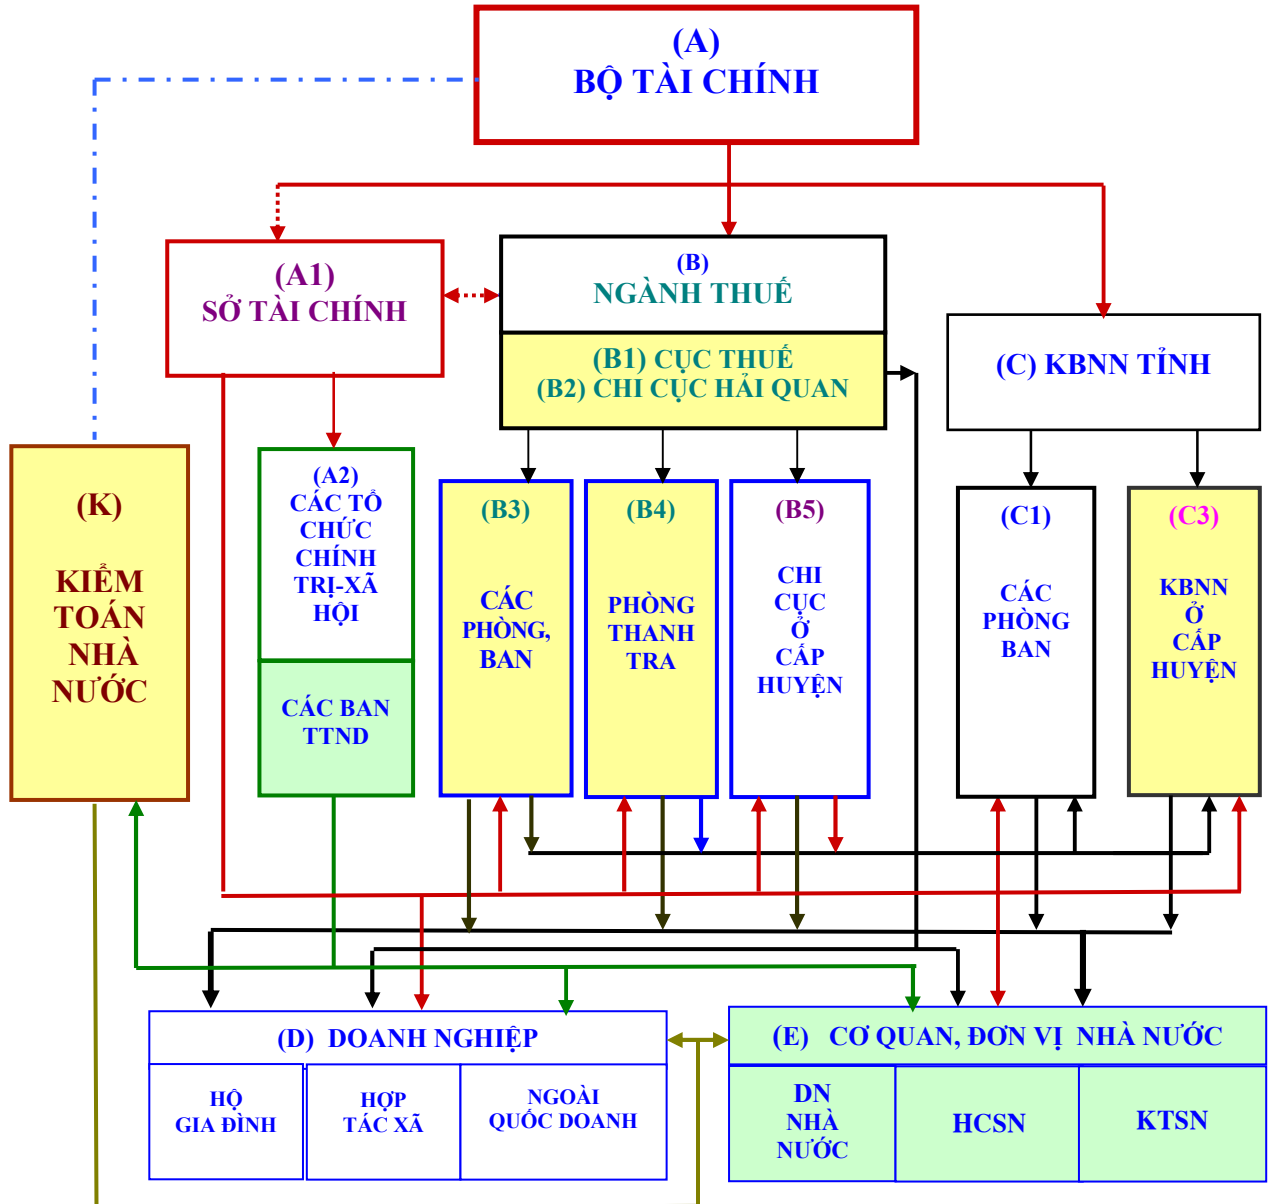 (A)
BỘ TÀI CHÍNH
(A1)
SỞ TÀI CHÍNH
(B)
NGÀNH THUẾ
(B1) CỤC THUẾ
(B2) CHI CỤC HẢI QUAN
(C) KBNN TỈNH
(K)
KIỂM
TOÁN
NHÀ
NƯỚC
(A2)
CÁC TỔ
CHỨC
CHÍNH
TRỊ-XÃ
HỘI
CÁC BAN
TTND
(B3)
CÁC
PHÒNG,
BAN
(B4)
PHÒNG
THANH
TRA
(B5)
CHI
CỤC
Ở
CẤP
HUYỆN
(C1)
CÁC
PHÒNG
BAN
(C3)
KBNN
Ở
CẤP
HUYỆN
(D) DOANH NGHIỆP
HỘ
GIA ĐÌNH
HỢP
TÁC XÃ
NGOÀI
QUỐC DOANH
(E) CƠ QUAN, ĐƠN VỊ NHÀ NƯỚC
DN
NHÀ
NƯỚC
HCSN
KTSN